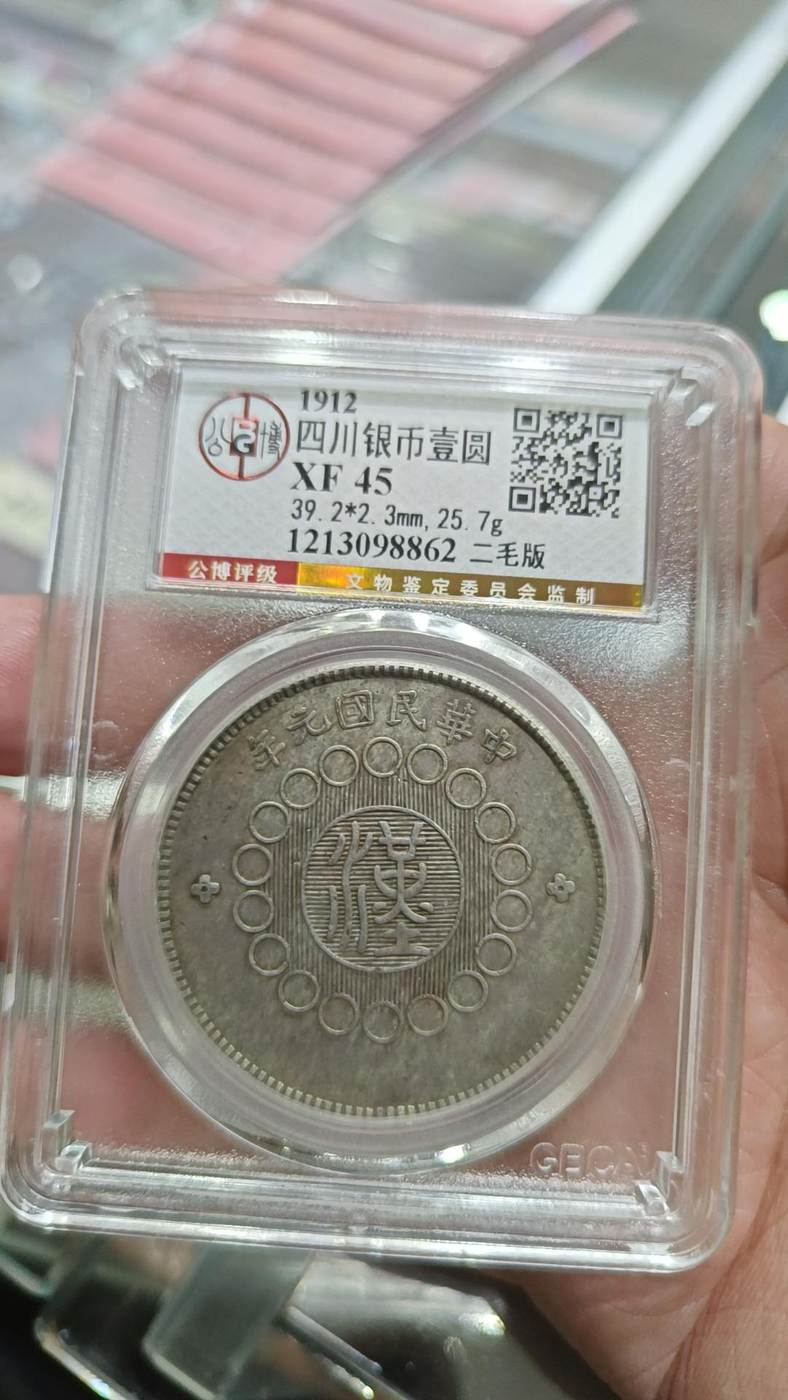 1912
四川银币壹圆
XF 45
39.2*2.3mm,25.7g
1213098862 二毛版
公博评级 文物鉴定委员会监制
公 G 博
年元國民華中
漢